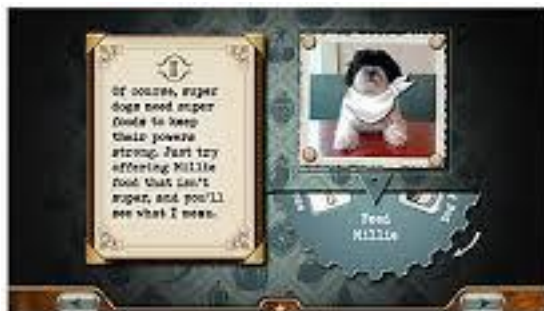 Of course, super
dogs need super
foods to keep
their powers
strong. Just try
offering Millie
food that isn't
super, and you'll
see what I mean.
Feed
Millie